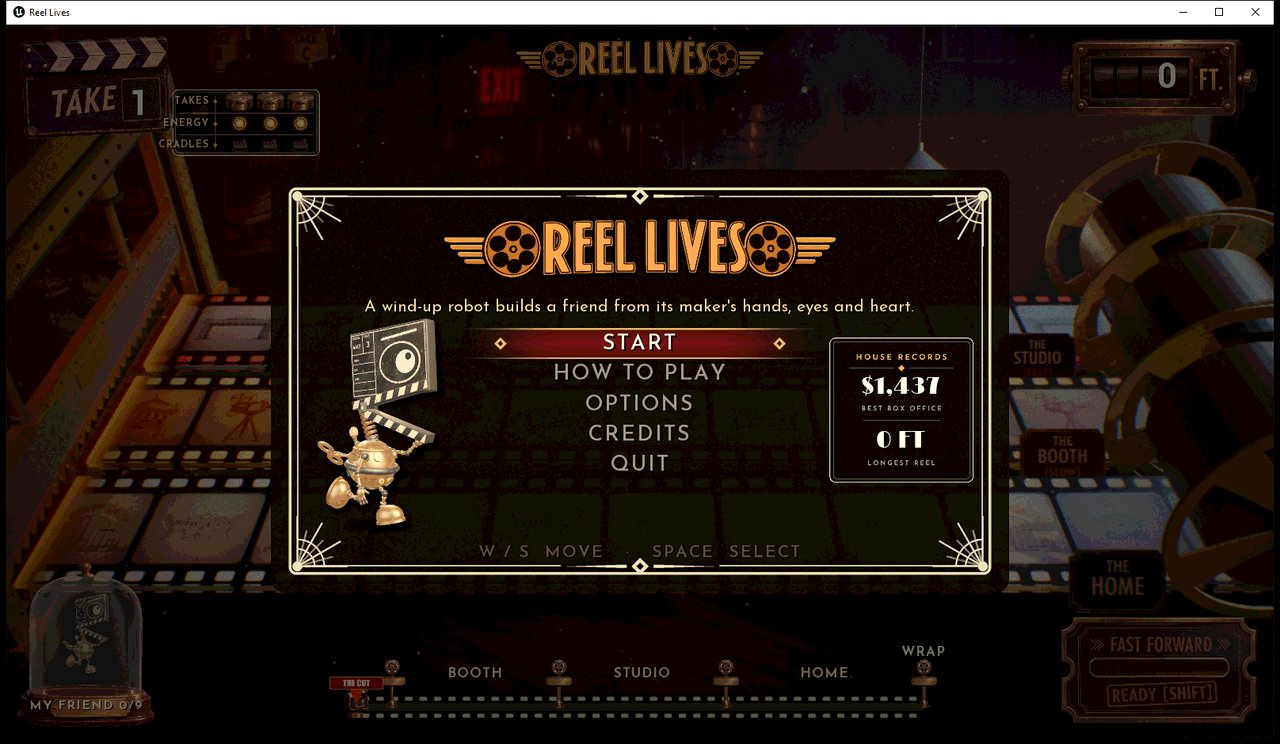 Reel Lives
REEL LIVES
EXIT
TAKE 1
TAKES
ENERGY
CRADLES
0 FT.
REEL LIVES
A wind-up robot builds a friend from its maker's hands, eyes and heart.
START
HOW TO PLAY
OPTIONS
CREDITS
QUIT
HOUSE RECORDS
$1,437
BEST BOX OFFICE
0 FT
LONGEST REEL
W / S MOVE · SPACE SELECT
THE
STUDIO
(FAST)
THE
BOOTH
(SLOW)
THE
HOME
MY FRIEND 0/9
THE CUT
BOOTH
STUDIO
HOME
WRAP
FAST FORWARD
READY [SHIFT]